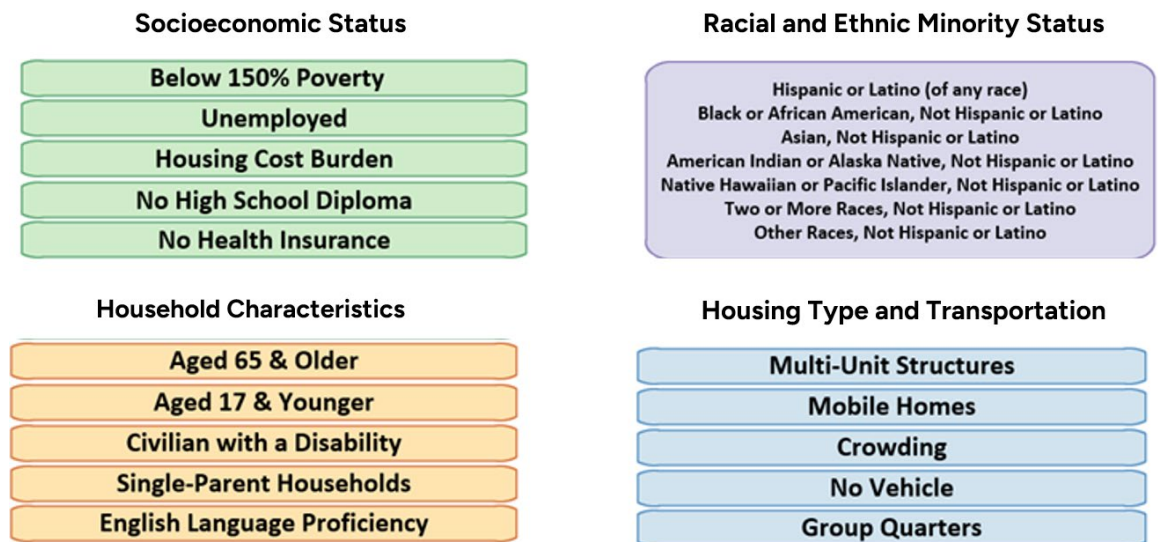 Socioeconomic Status
Below 150% Poverty
Unemployed
Housing Cost Burden
No High School Diploma
No Health Insurance
Racial and Ethnic Minority Status
Hispanic or Latino (of any race)
Black or African American, Not Hispanic or Latino
Asian, Not Hispanic or Latino
American Indian or Alaska Native, Not Hispanic or Latino
Native Hawaiian or Pacific Islander, Not Hispanic or Latino
Two or More Races, Not Hispanic or Latino
Other Races, Not Hispanic or Latino
Household Characteristics
Aged 65 & Older
Aged 17 & Younger
Civilian with a Disability
Single-Parent Households
English Language Proficiency
Housing Type and Transportation
Multi-Unit Structures
Mobile Homes
Crowding
No Vehicle
Group Quarters